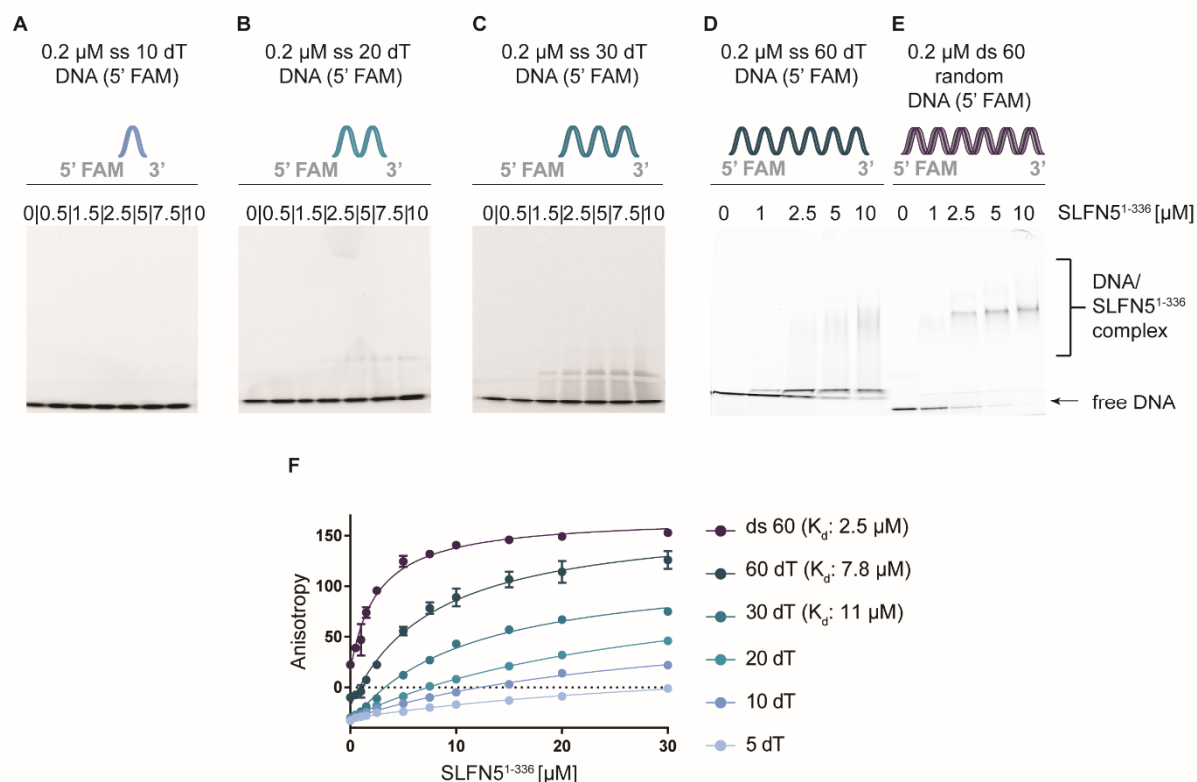 A
0.2 µM ss 10 dT
DNA (5' FAM)
5' FAM 3'
0|0.5|1.5|2.5|5|7.5|10
B
0.2 µM ss 20 dT
DNA (5' FAM)
5' FAM 3'
0|0.5|1.5|2.5|5|7.5|10
C
0.2 µM ss 30 dT
DNA (5' FAM)
5' FAM 3'
0|0.5|1.5|2.5|5|7.5|10
D
0.2 µM ss 60 dT
DNA (5' FAM)
5' FAM 3'
0 1 2.5 5 10
E
0.2 µM ds 60
random
DNA (5' FAM)
5' FAM 3'
0 1 2.5 5 10
SLFN5¹⁻³³⁶ [µM]
DNA/
SLFN5¹⁻³³⁶
complex
free DNA
F
Anisotropy
150
100
50
0
0 10 20 30
SLFN5¹⁻³³⁶ [µM]
ds 60 (K_d: 2.5 µM)
60 dT (K_d: 7.8 µM)
30 dT (K_d: 11 µM)
20 dT
10 dT
5 dT